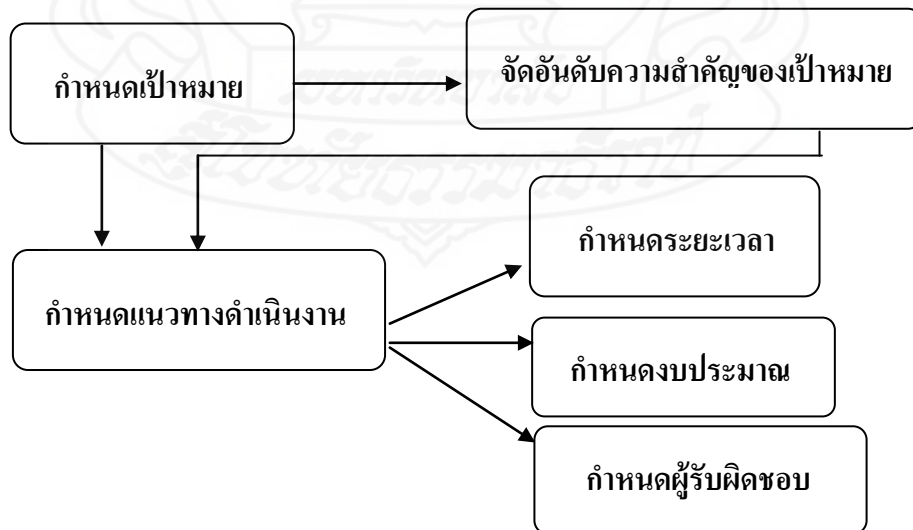 กำหนดเป้าหมาย
จัดอันดับความสำคัญของเป้าหมาย
กำหนดระยะเวลา
กำหนดแนวทางดำเนินงาน
กำหนดงบประมาณ
กำหนดผู้รับผิดชอบ